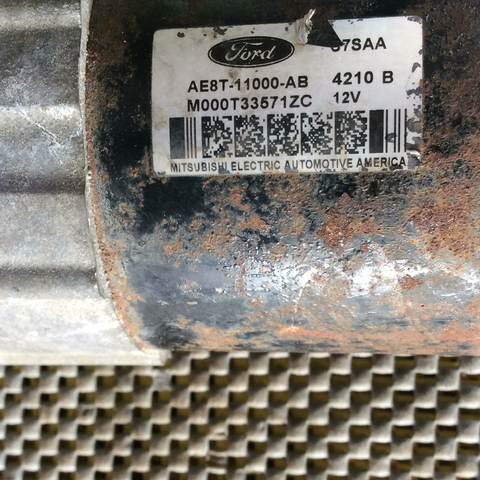 Ford
AE8T-11000-AB 4210 B
M000T33571ZC 12V
MITSUBISHI ELECTRIC AUTOMOTIVE AMERICA